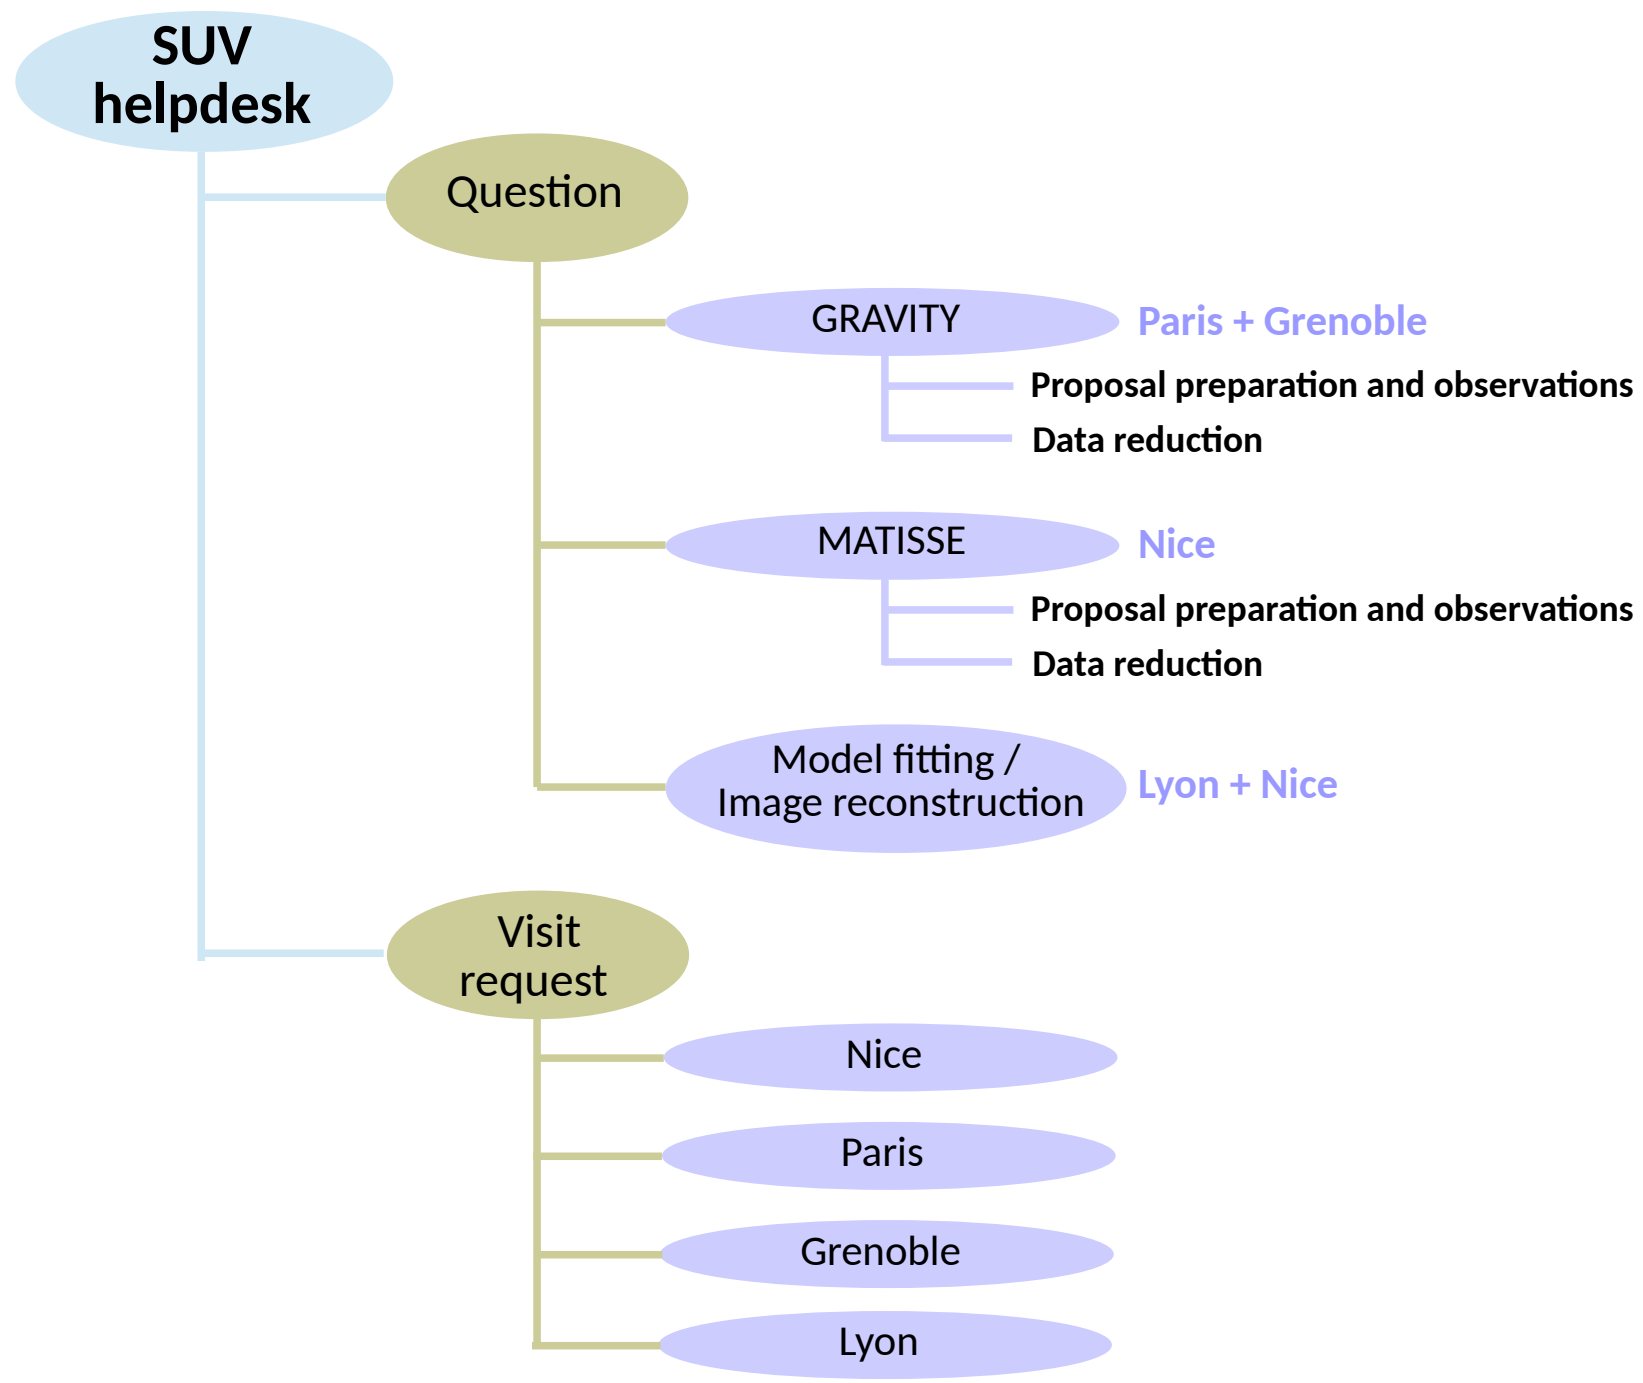 SUV
helpdesk
Question
GRAVITY
Paris + Grenoble
Proposal preparation and observations
Data reduction
MATISSE
Nice
Proposal preparation and observations
Data reduction
Model fitting /
Image reconstruction
Lyon + Nice
Visit
request
Nice
Paris
Grenoble
Lyon